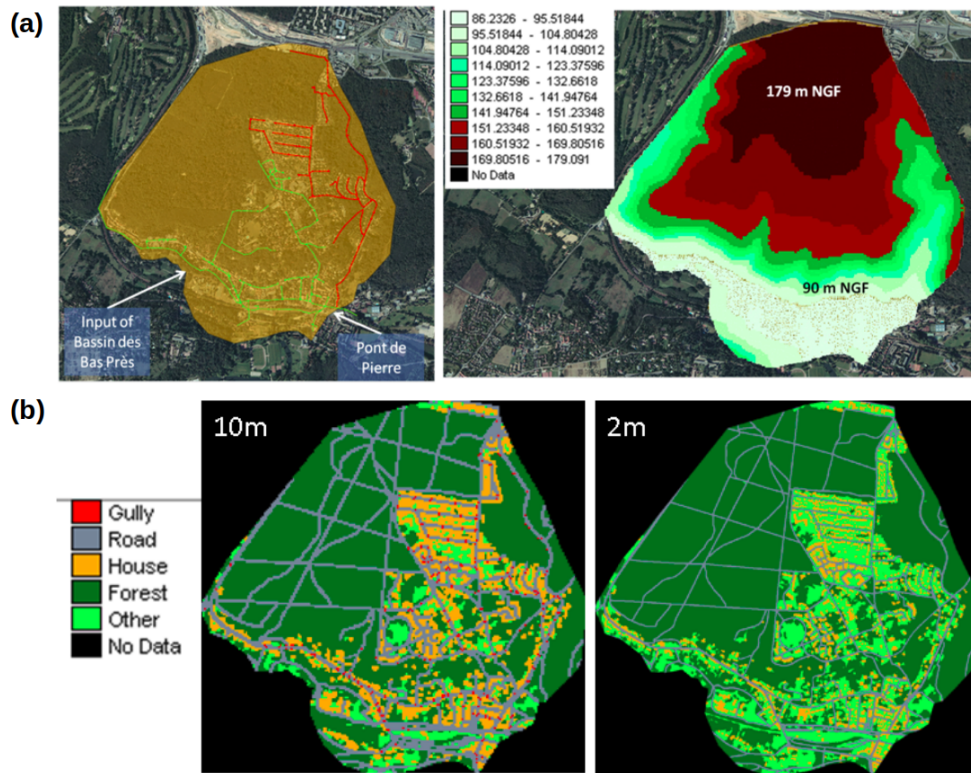 (a)
Input of
Bassin des
Bas Près
Pont de
Pierre
86.2326 - 95.51844
95.51844 - 104.80428
104.80428 - 114.09012
114.09012 - 123.37596
123.37596 - 132.6618
132.6618 - 141.94764
141.94764 - 151.23348
151.23348 - 160.51932
160.51932 - 169.80516
169.80516 - 179.091
No Data
179 m NGF
90 m NGF
(b)
Gully
Road
House
Forest
Other
No Data
10m
2m